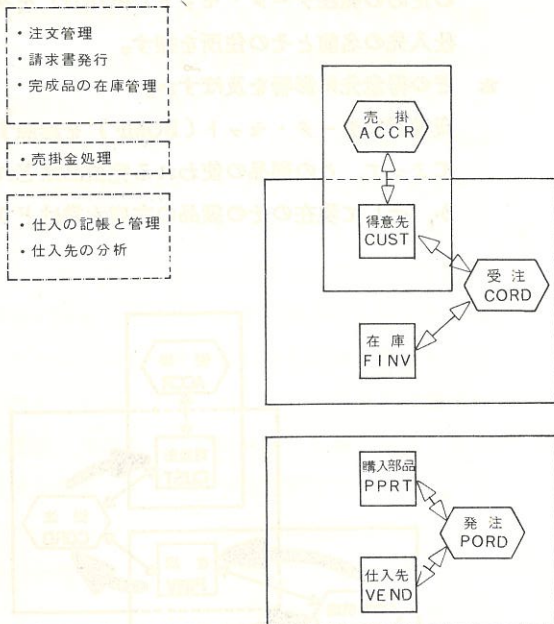 ・注文管理
・請求書発行
・完成品の在庫管理
・売掛金処理
・仕入の記帳と管理
・仕入先の分析
売掛
ACCR
得意先
CUST
受注
CORD
在庫
FINV
購入部品
PPRT
発注
PORD
仕入先
VEND